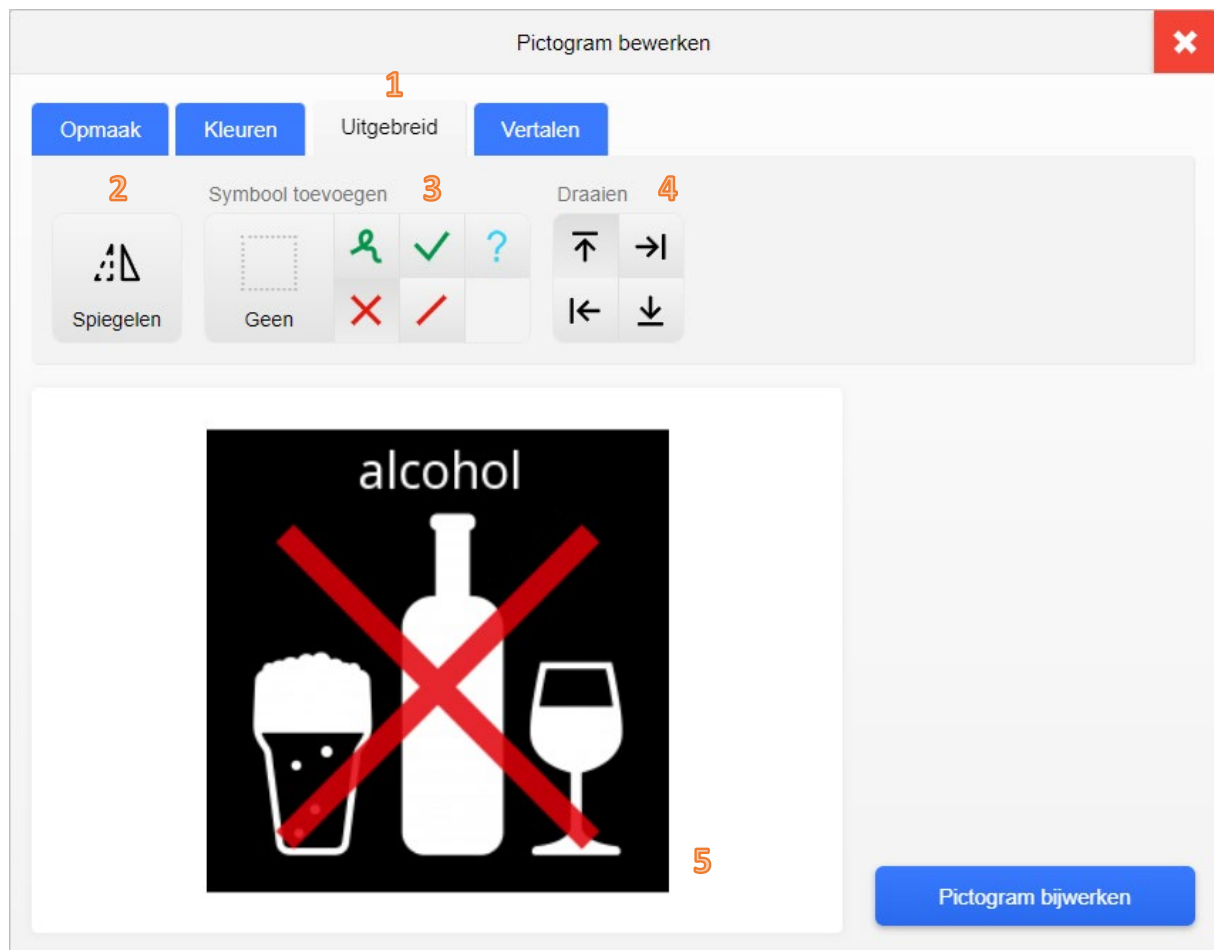 Pictogram bewerken
1
Opmaak Kleuren Uitgebreid Vertalen
2 Symbool toevoegen 3 Draaien 4
?
Spiegelen Geen
alcohol
5
Pictogram bijwerken